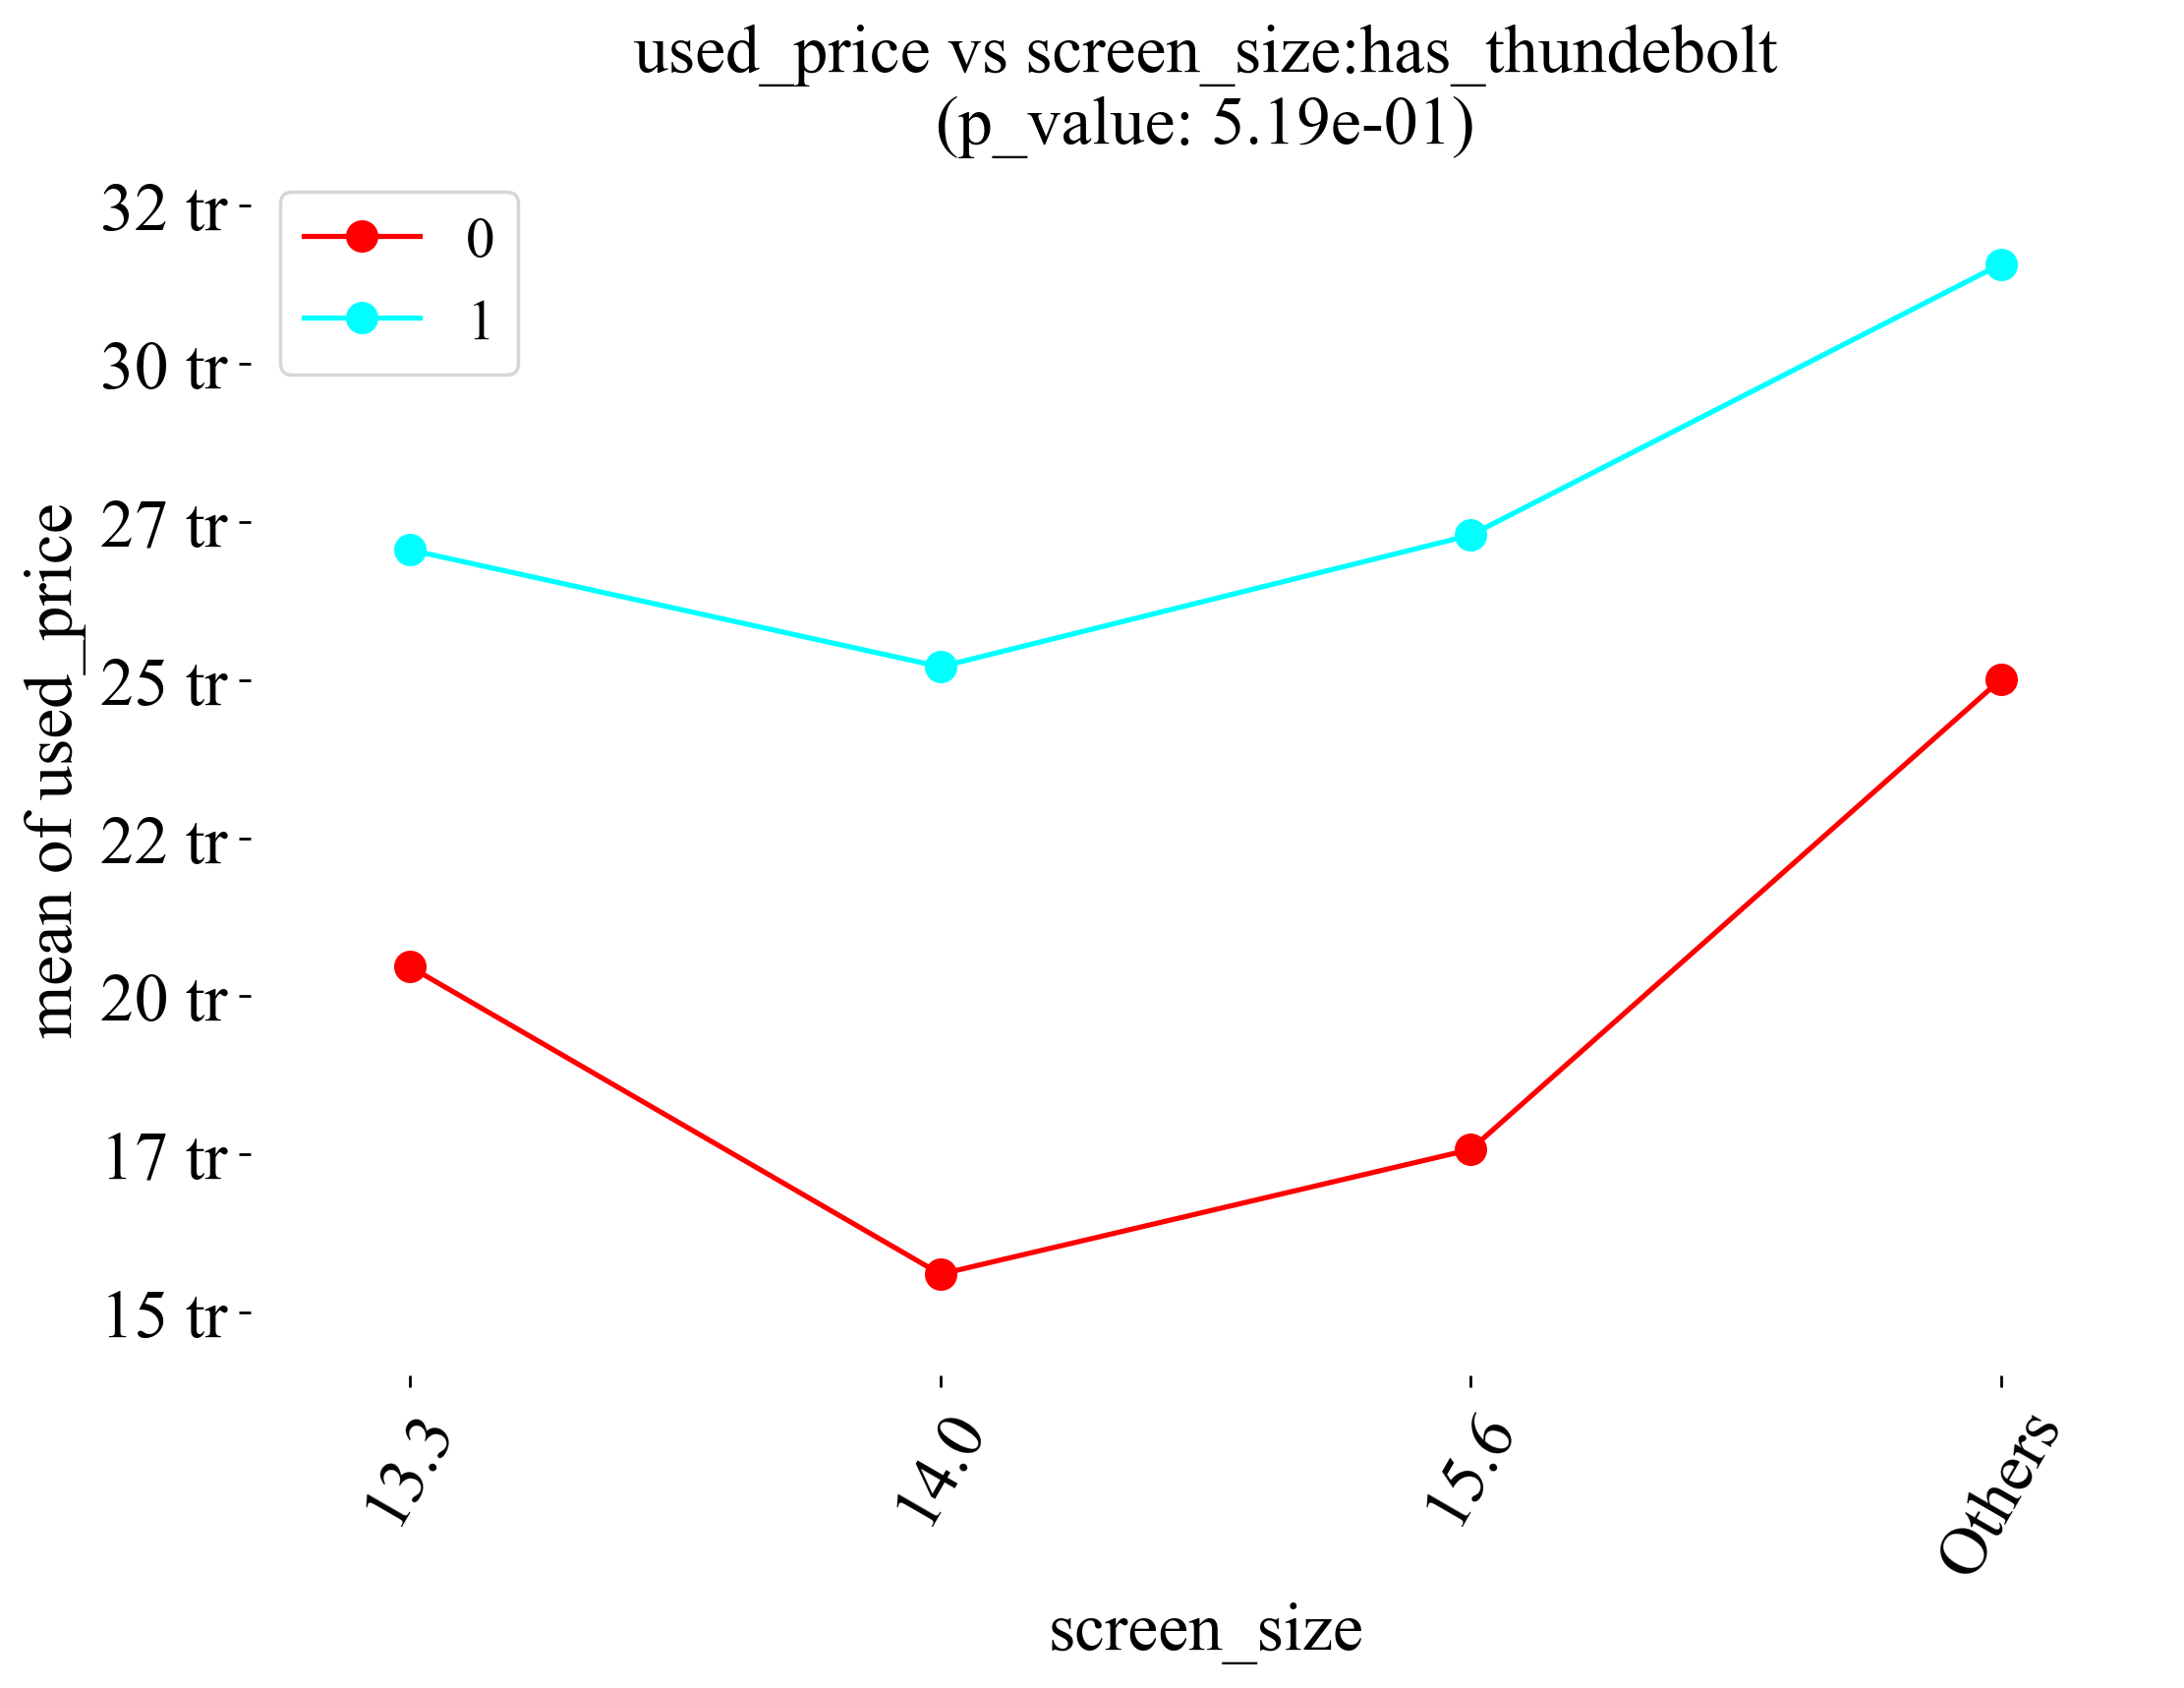 used_price vs screen_size:has_thundebolt
(p_value: 5.19e-01)
0
1
mean of used_price
32 tr
30 tr
27 tr
25 tr
22 tr
20 tr
17 tr
15 tr
13.3
14.0
15.6
Others
screen_size